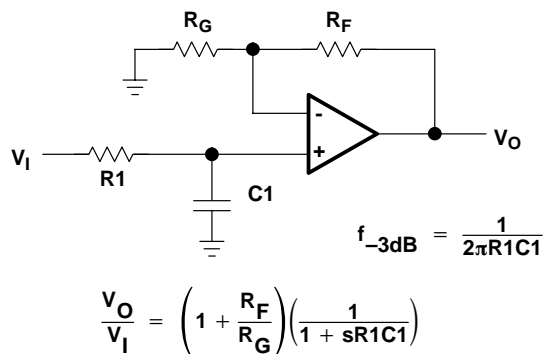 R_G
R_F
-
+
V_I
R1
C1
V_O
f_–3dB = 1/(2πR1C1)
V_O/V_I = (1 + R_F/R_G)(1/(1 + sR1C1))